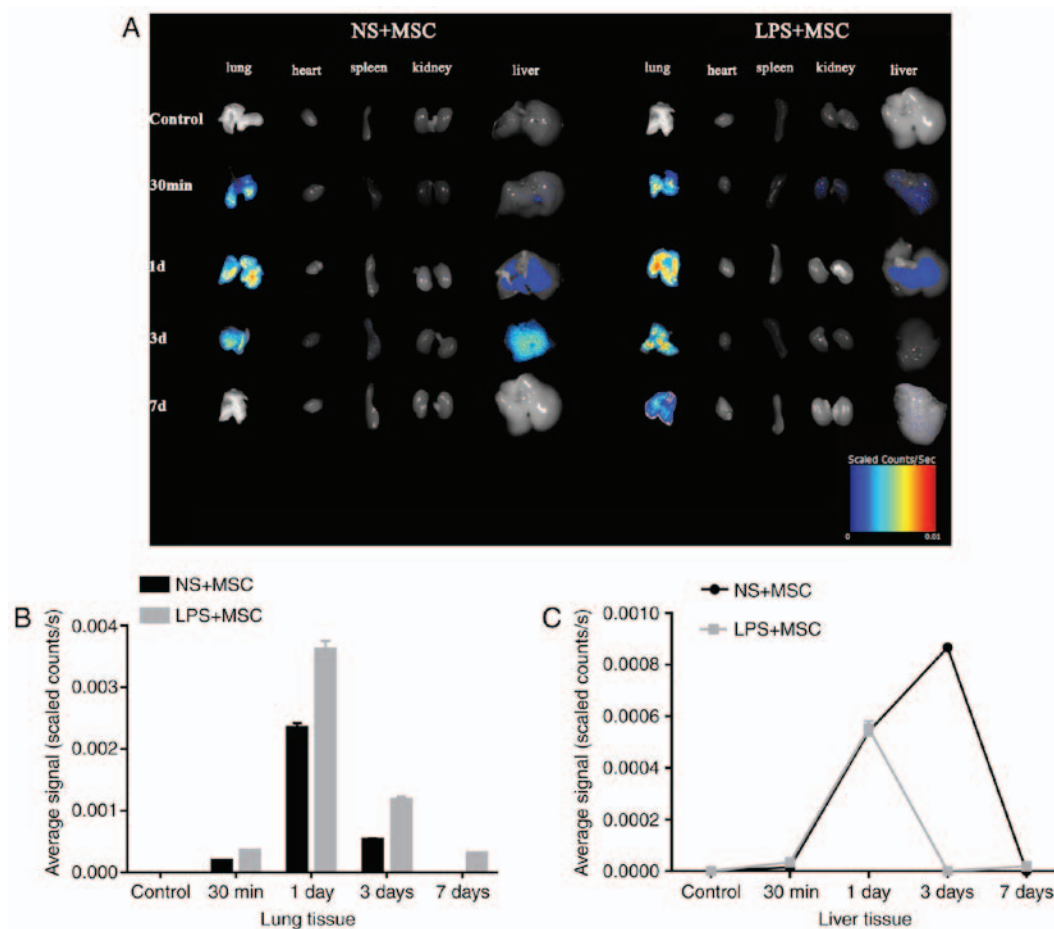 A
NS+MSC LPS+MSC
lung heart spleen kidney liver lung heart spleen kidney liver
Control
30min
1d
3d
7d
Scaled Counts/Sec
0 0.01
B
NS+MSC
LPS+MSC
Average signal (scaled counts/s)
0.004
0.003
0.002
0.001
0.000
Control 30 min 1 day 3 days 7 days
Lung tissue
C
NS+MSC
LPS+MSC
Average signal (scaled counts/s)
0.0010
0.0008
0.0006
0.0004
0.0002
0.0000
Control 30 min 1 day 3 days 7 days
Liver tissue